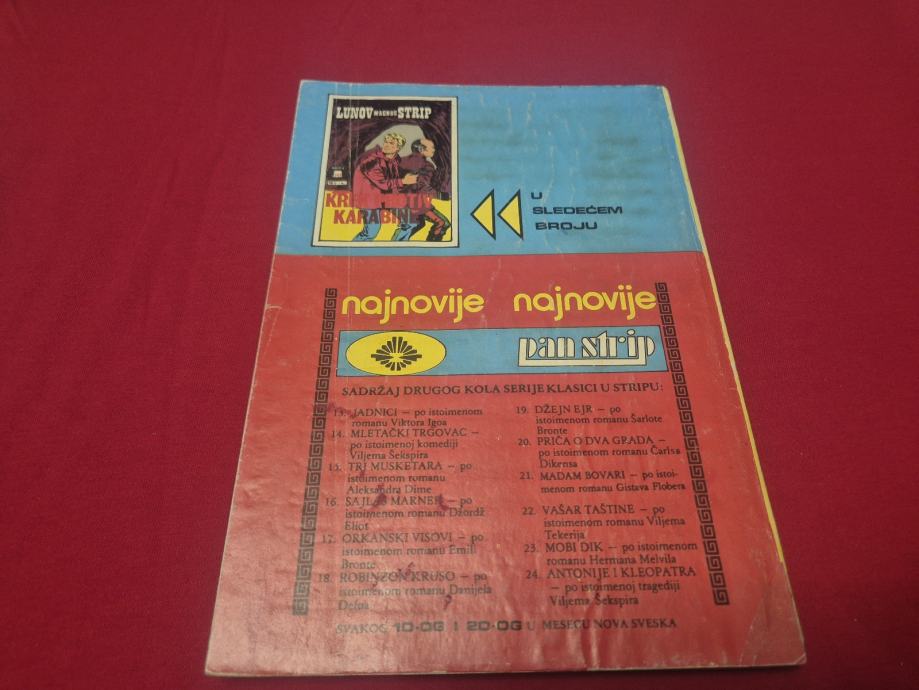 LUNOV MAGNUS STRIP
KARABINE
U
SLEDEĆEM
BROJU
najnovije najnovije
pan strip
SADRŽAJ DRUGOG KOLA SERIJE KLASICI U STRIPU:
13. JADNICI — po istoimenom
romanu Viktora Igoa
14. MLETAČKI TRGOVAC —
po istoimenoj komediji
Viljema Šekspira
15. TRI MUSKETARA — po
istoimenom romanu
Aleksandra Dime
16. SAJLAS MARNER — po
istoimenom romanu Džordž
Eliot
17. ORKANSKI VISOVI — po
istoimenom romanu Emili
Bronte
18. ROBINZON KRUSO — po
istoimenom romanu Danijela
Defoa
19. DŽEJN EJR — po
istoimenom romanu Šarlote
Bronte
20. PRIČA O DVA GRADA —
po istoimenom romanu Čarlsa
Dikensa
21. MADAM BOVARI — po istoi-
menom romanu Gistava Flobera
22. VAŠAR TAŠTINE — po
istoimenom romanu Viljema
Tekerija
23. MOBI DIK — po istoimenom
romanu Hermana Melvila
24. ANTONIJE I KLEOPATRA
— po istoimenoj tragediji
Viljema Šekspira
SVAKOG 10-OG I 20-OG U MESECU NOVA SVESKA